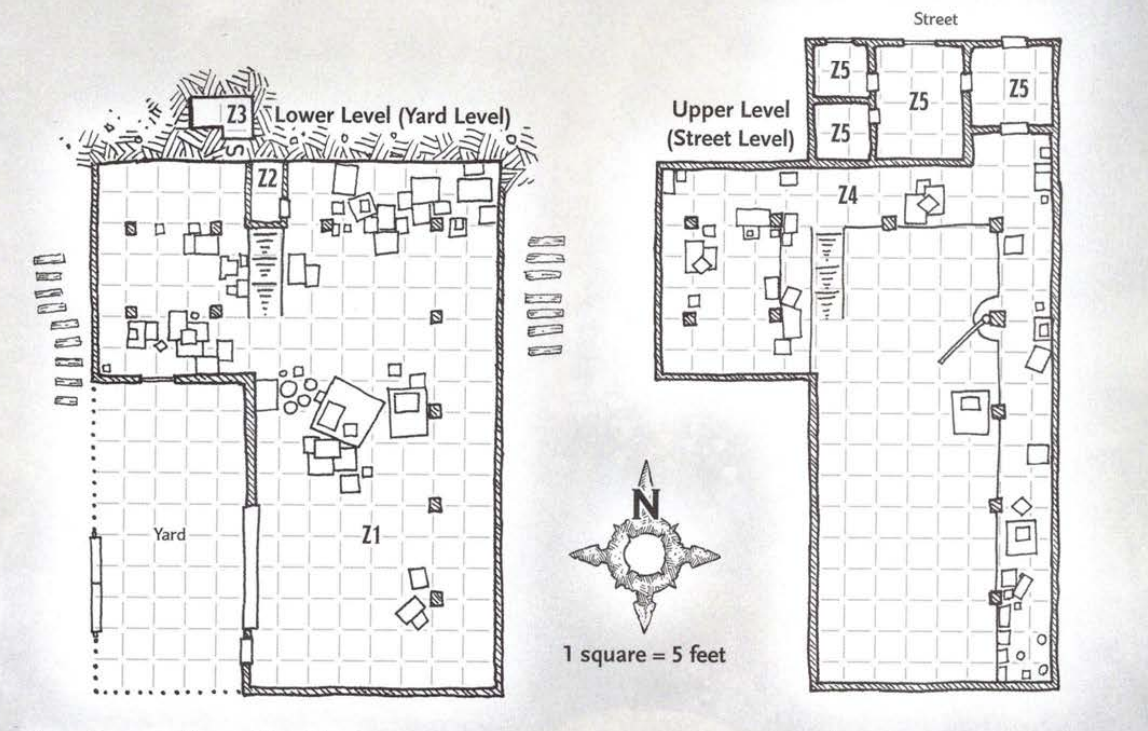 Street
Z5
Z5
Z5
Z5
Z3
Lower Level (Yard Level)
Upper Level
(Street Level)
S
Z2
Z4
Yard
Z1
N
1 square = 5 feet